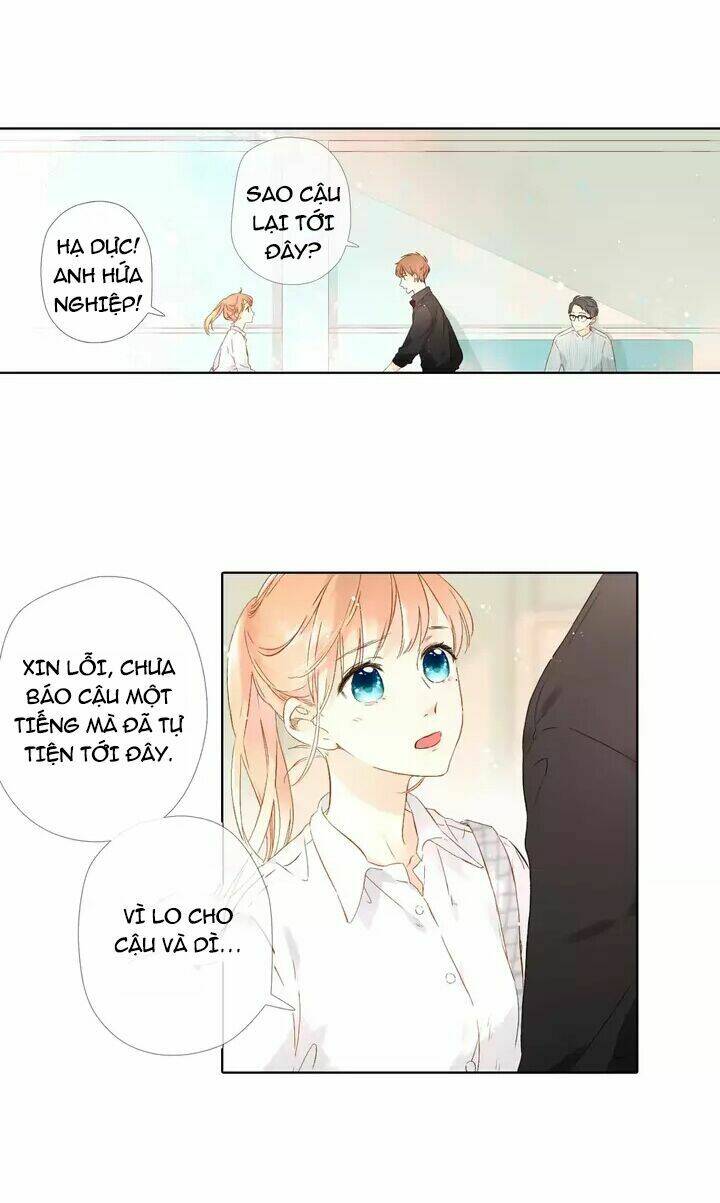 HẠ DỰC!
ANH HỨA
NGHIỆP!
SAO CẬU
LẠI TỚI
ĐÂY?
XIN LỖI, CHƯA
BÁO CẬU MỘT
TIẾNG MÀ ĐÃ TỰ
TIỆN TỚI ĐÂY.
VÌ LO CHO
CẬU VÀ DÌ...